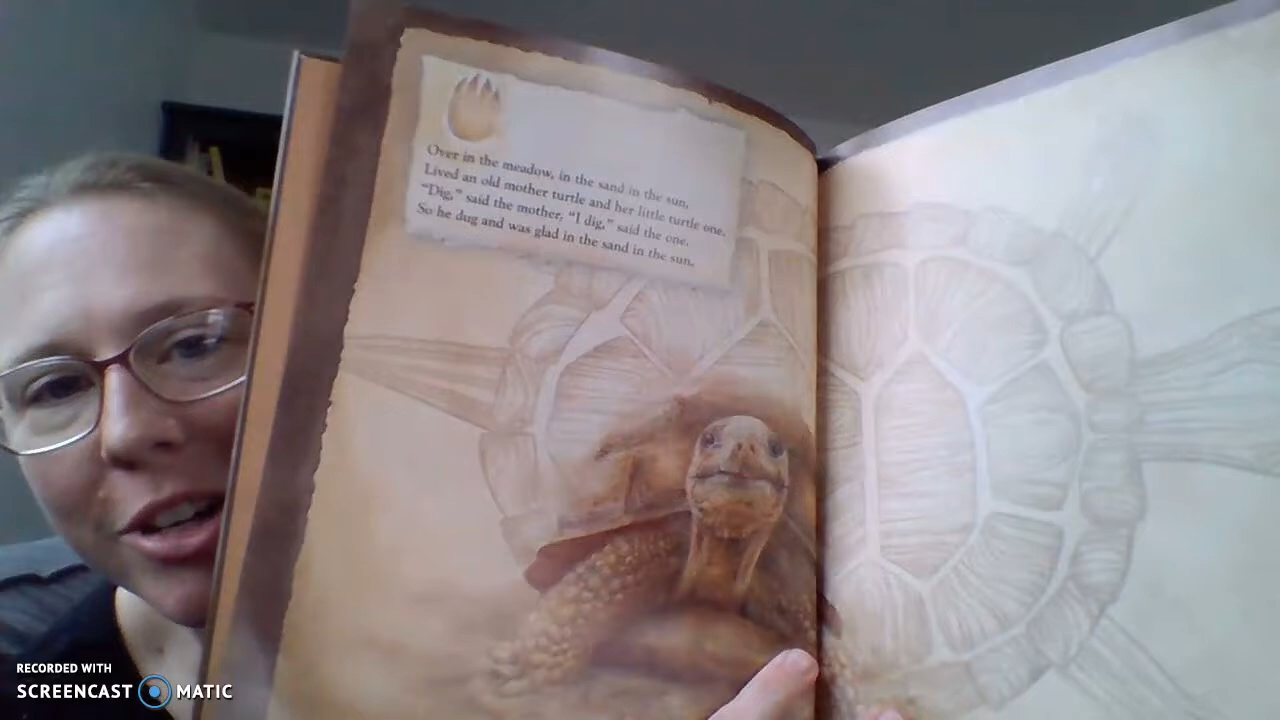 Over in the meadow, in the sand in the sun,
Lived an old mother turtle and her little turtle one.
“Dig,” said the mother, “I dig,” said the one.
So he dug and was glad in the sand in the sun.
RECORDED WITH
SCREENCAST MATIC